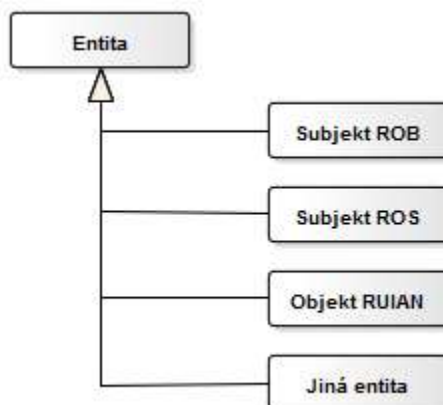 Entita
Subjekt ROB
Subjekt ROS
Objekt RUIAN
Jiná entita